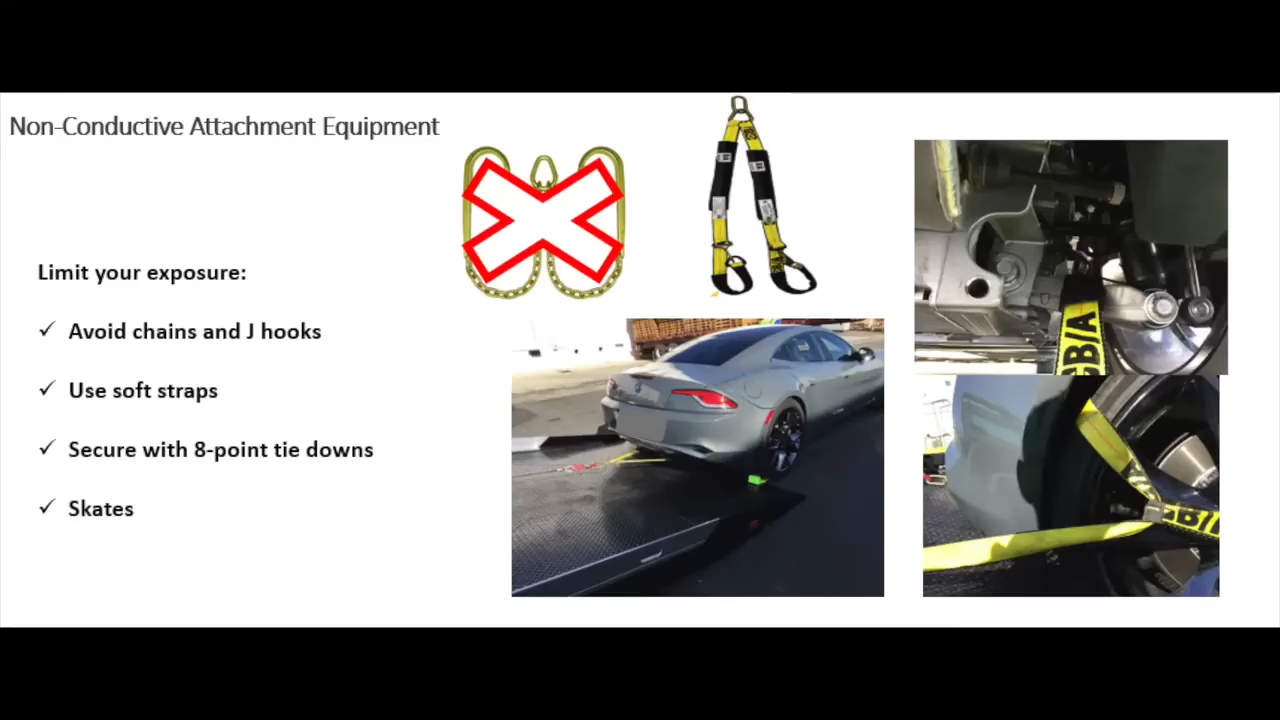 Non-Conductive Attachment Equipment
Limit your exposure:
✓ Avoid chains and J hooks
✓ Use soft straps
✓ Secure with 8-point tie downs
✓ Skates
B/A
B/A